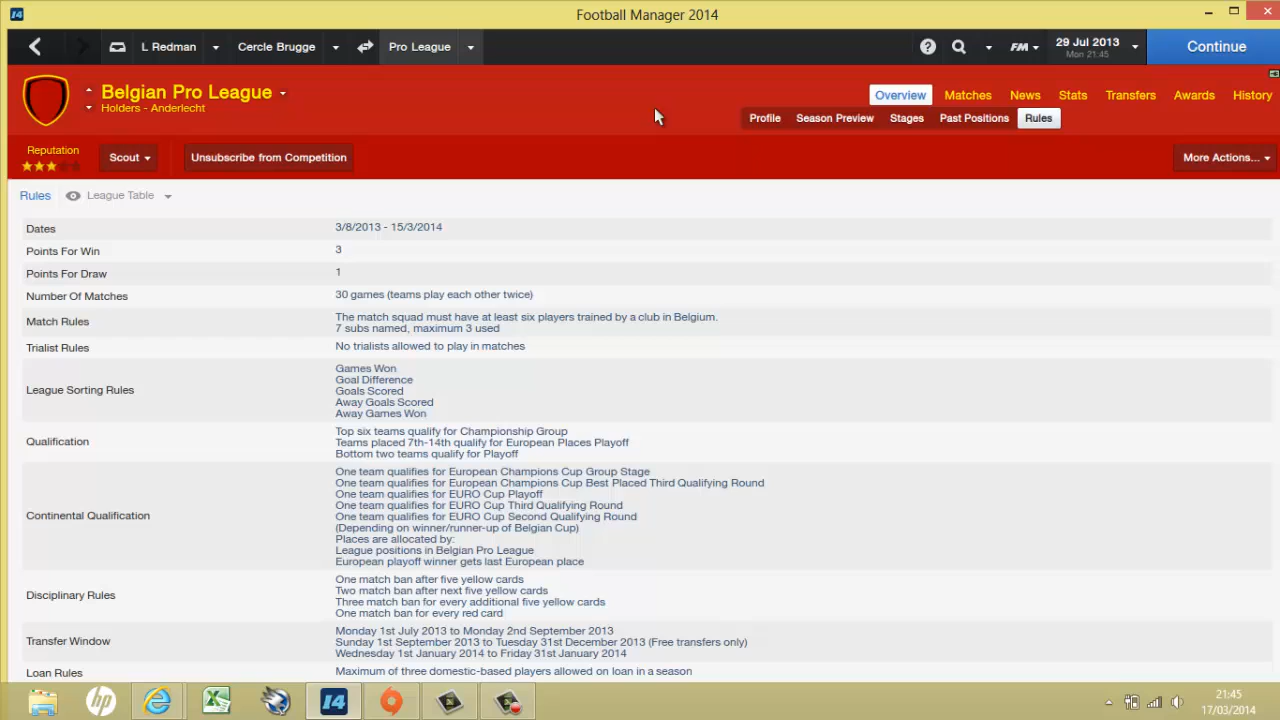 Football Manager 2014
L Redman Cercle Brugge Pro League ? FM 29 Jul 2013 Continue
Mon 21:45
Belgian Pro League
Holders - Anderlecht
Overview Matches News Stats Transfers Awards History
Profile Season Preview Stages Past Positions Rules
Reputation
Scout Unsubscribe from Competition More Actions...
Rules League Table
Dates 3/8/2013 - 15/3/2014
Points For Win 3
Points For Draw 1
Number Of Matches 30 games (teams play each other twice)
Match Rules The match squad must have at least six players trained by a club in Belgium.
7 subs named, maximum 3 used
Trialist Rules No trialists allowed to play in matches
League Sorting Rules Games Won
Goal Difference
Goals Scored
Away Goals Scored
Away Games Won
Qualification Top six teams qualify for Championship Group
Teams placed 7th-14th qualify for European Places Playoff
Bottom two teams qualify for Playoff
Continental Qualification One team qualifies for European Champions Cup Group Stage
One team qualifies for European Champions Cup Best Placed Third Qualifying Round
One team qualifies for EURO Cup Playoff
One team qualifies for EURO Cup Third Qualifying Round
One team qualifies for EURO Cup Second Qualifying Round
(Depending on winner/runner-up of Belgian Cup)
Places are allocated by:
League positions in Belgian Pro League
European playoff winner gets last European place
Disciplinary Rules One match ban after five yellow cards
Two match ban after next five yellow cards
Three match ban for every additional five yellow cards
One match ban for every red card
Transfer Window Monday 1st July 2013 to Monday 2nd September 2013
Sunday 1st September 2013 to Tuesday 31st December 2013 (Free transfers only)
Wednesday 1st January 2014 to Friday 31st January 2014
Loan Rules Maximum of three domestic-based players allowed on loan in a season
hp 14 21:45
17/03/2014